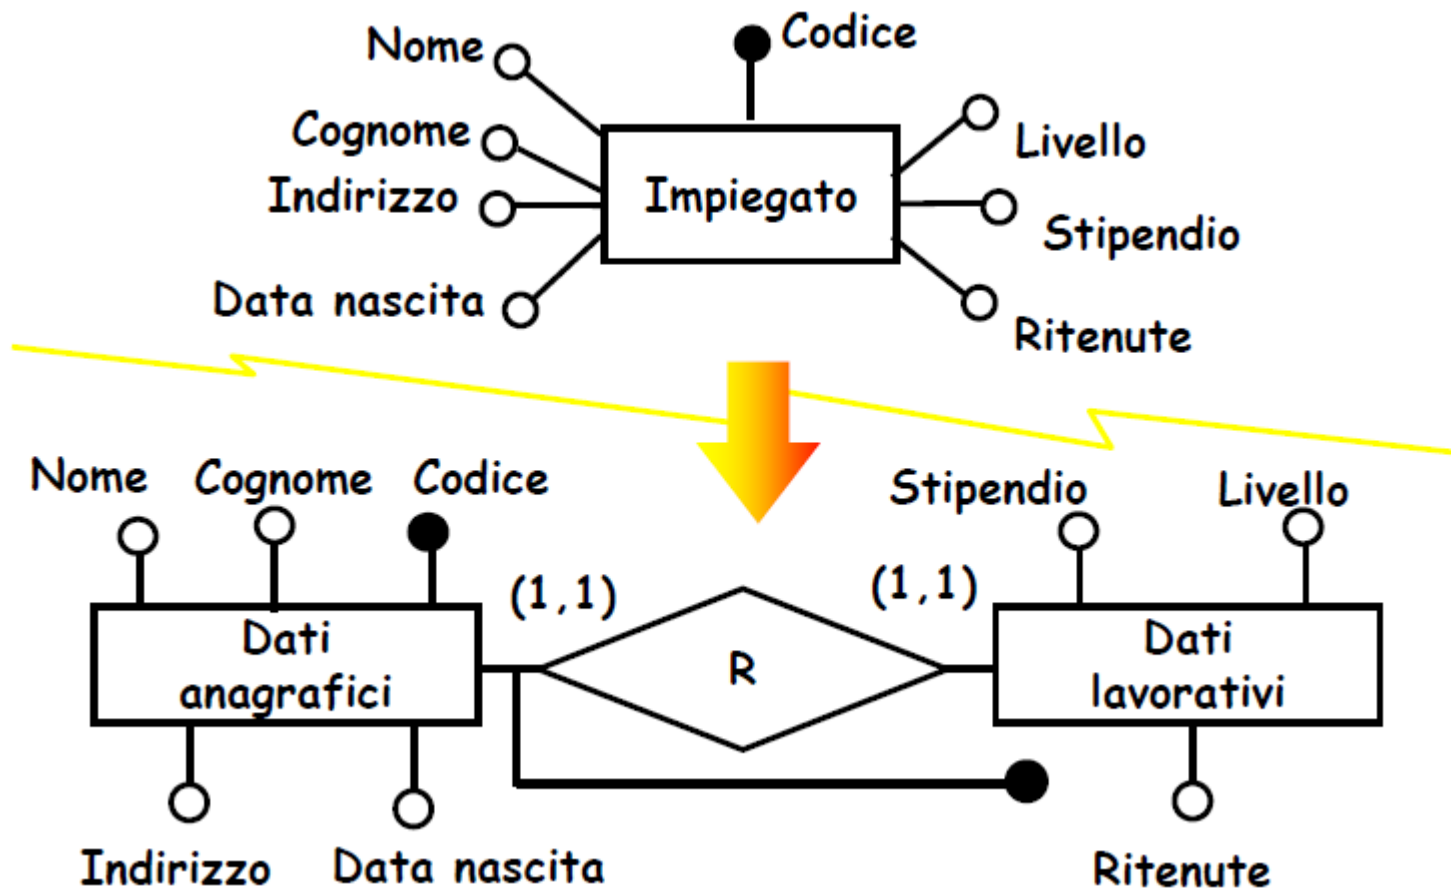 Nome
Codice
Cognome
Livello
Indirizzo
Impiegato
Stipendio
Data nascita
Ritenute
Nome
Cognome
Codice
Stipendio
Livello
(1,1)
(1,1)
Dati
anagrafici
R
Dati
lavorativi
Indirizzo
Data nascita
Ritenute